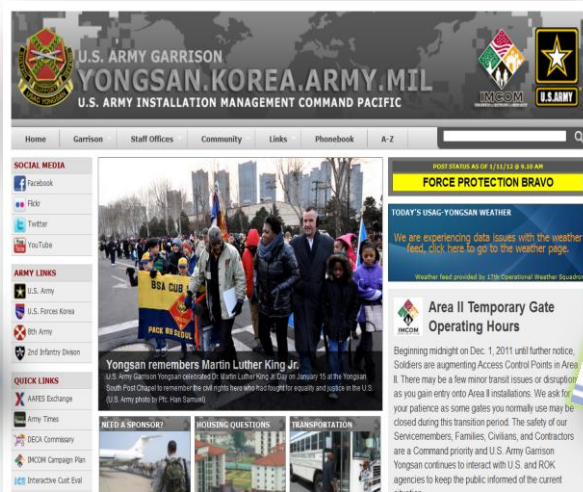 U.S. ARMY GARRISON
YONGSAN.KOREA.ARMY.MIL
U.S. ARMY INSTALLATION MANAGEMENT COMMAND PACIFIC
IMCOM
U.S.ARMY
Home Garrison Staff Offices Community Links Phonebook A-Z
SOCIAL MEDIA
Facebook
Flickr
Twitter
YouTube
ARMY LINKS
U.S. Army
U.S. Forces Korea
8th Army
2nd Infantry Division
QUICK LINKS
AAFES Exchange
Army Times
DECA Commissary
IMCOM Campaign Plan
Interactive Cust Eval
BSA CUB
PACK 89 SEOUL
Yongsan remembers Martin Luther King Jr.
U.S. Army Garrison Yongsan celebrated Dr. Martin Luther King Jr. Day on January 15 at the Yongsan
South Post Chapel to remember the civil rights hero who had fought for equality and justice in the U.S.
(U.S. Army photo by Pfc. Han Samuel)
NEED A SPONSOR?
HOUSING QUESTIONS
TRANSPORTATION
POST STATUS AS OF 1/11/12 @ 9.30 AM
FORCE PROTECTION BRAVO
TODAY'S USAG-YONGSAN WEATHER
We are experiencing data issues with the weather
feed, click here to go to the weather page.
Weather feed provided by 17th Operational Weather Squadron
IMCOM
Area II Temporary Gate
Operating Hours
Beginning midnight on Dec. 1, 2011 until further notice,
Soldiers are augmenting Access Control Points in Area
II. There may be a few minor transit issues or disruption
as you gain entry onto Area II installations. We ask for
your patience as some gates you normally use may be
closed during this transition period. The safety of our
Servicemembers, Families, Civilians, and Contractors
are a Command priority and U.S. Army Garrison
Yongsan continues to interact with U.S. and ROK
agencies to keep the public informed of the current